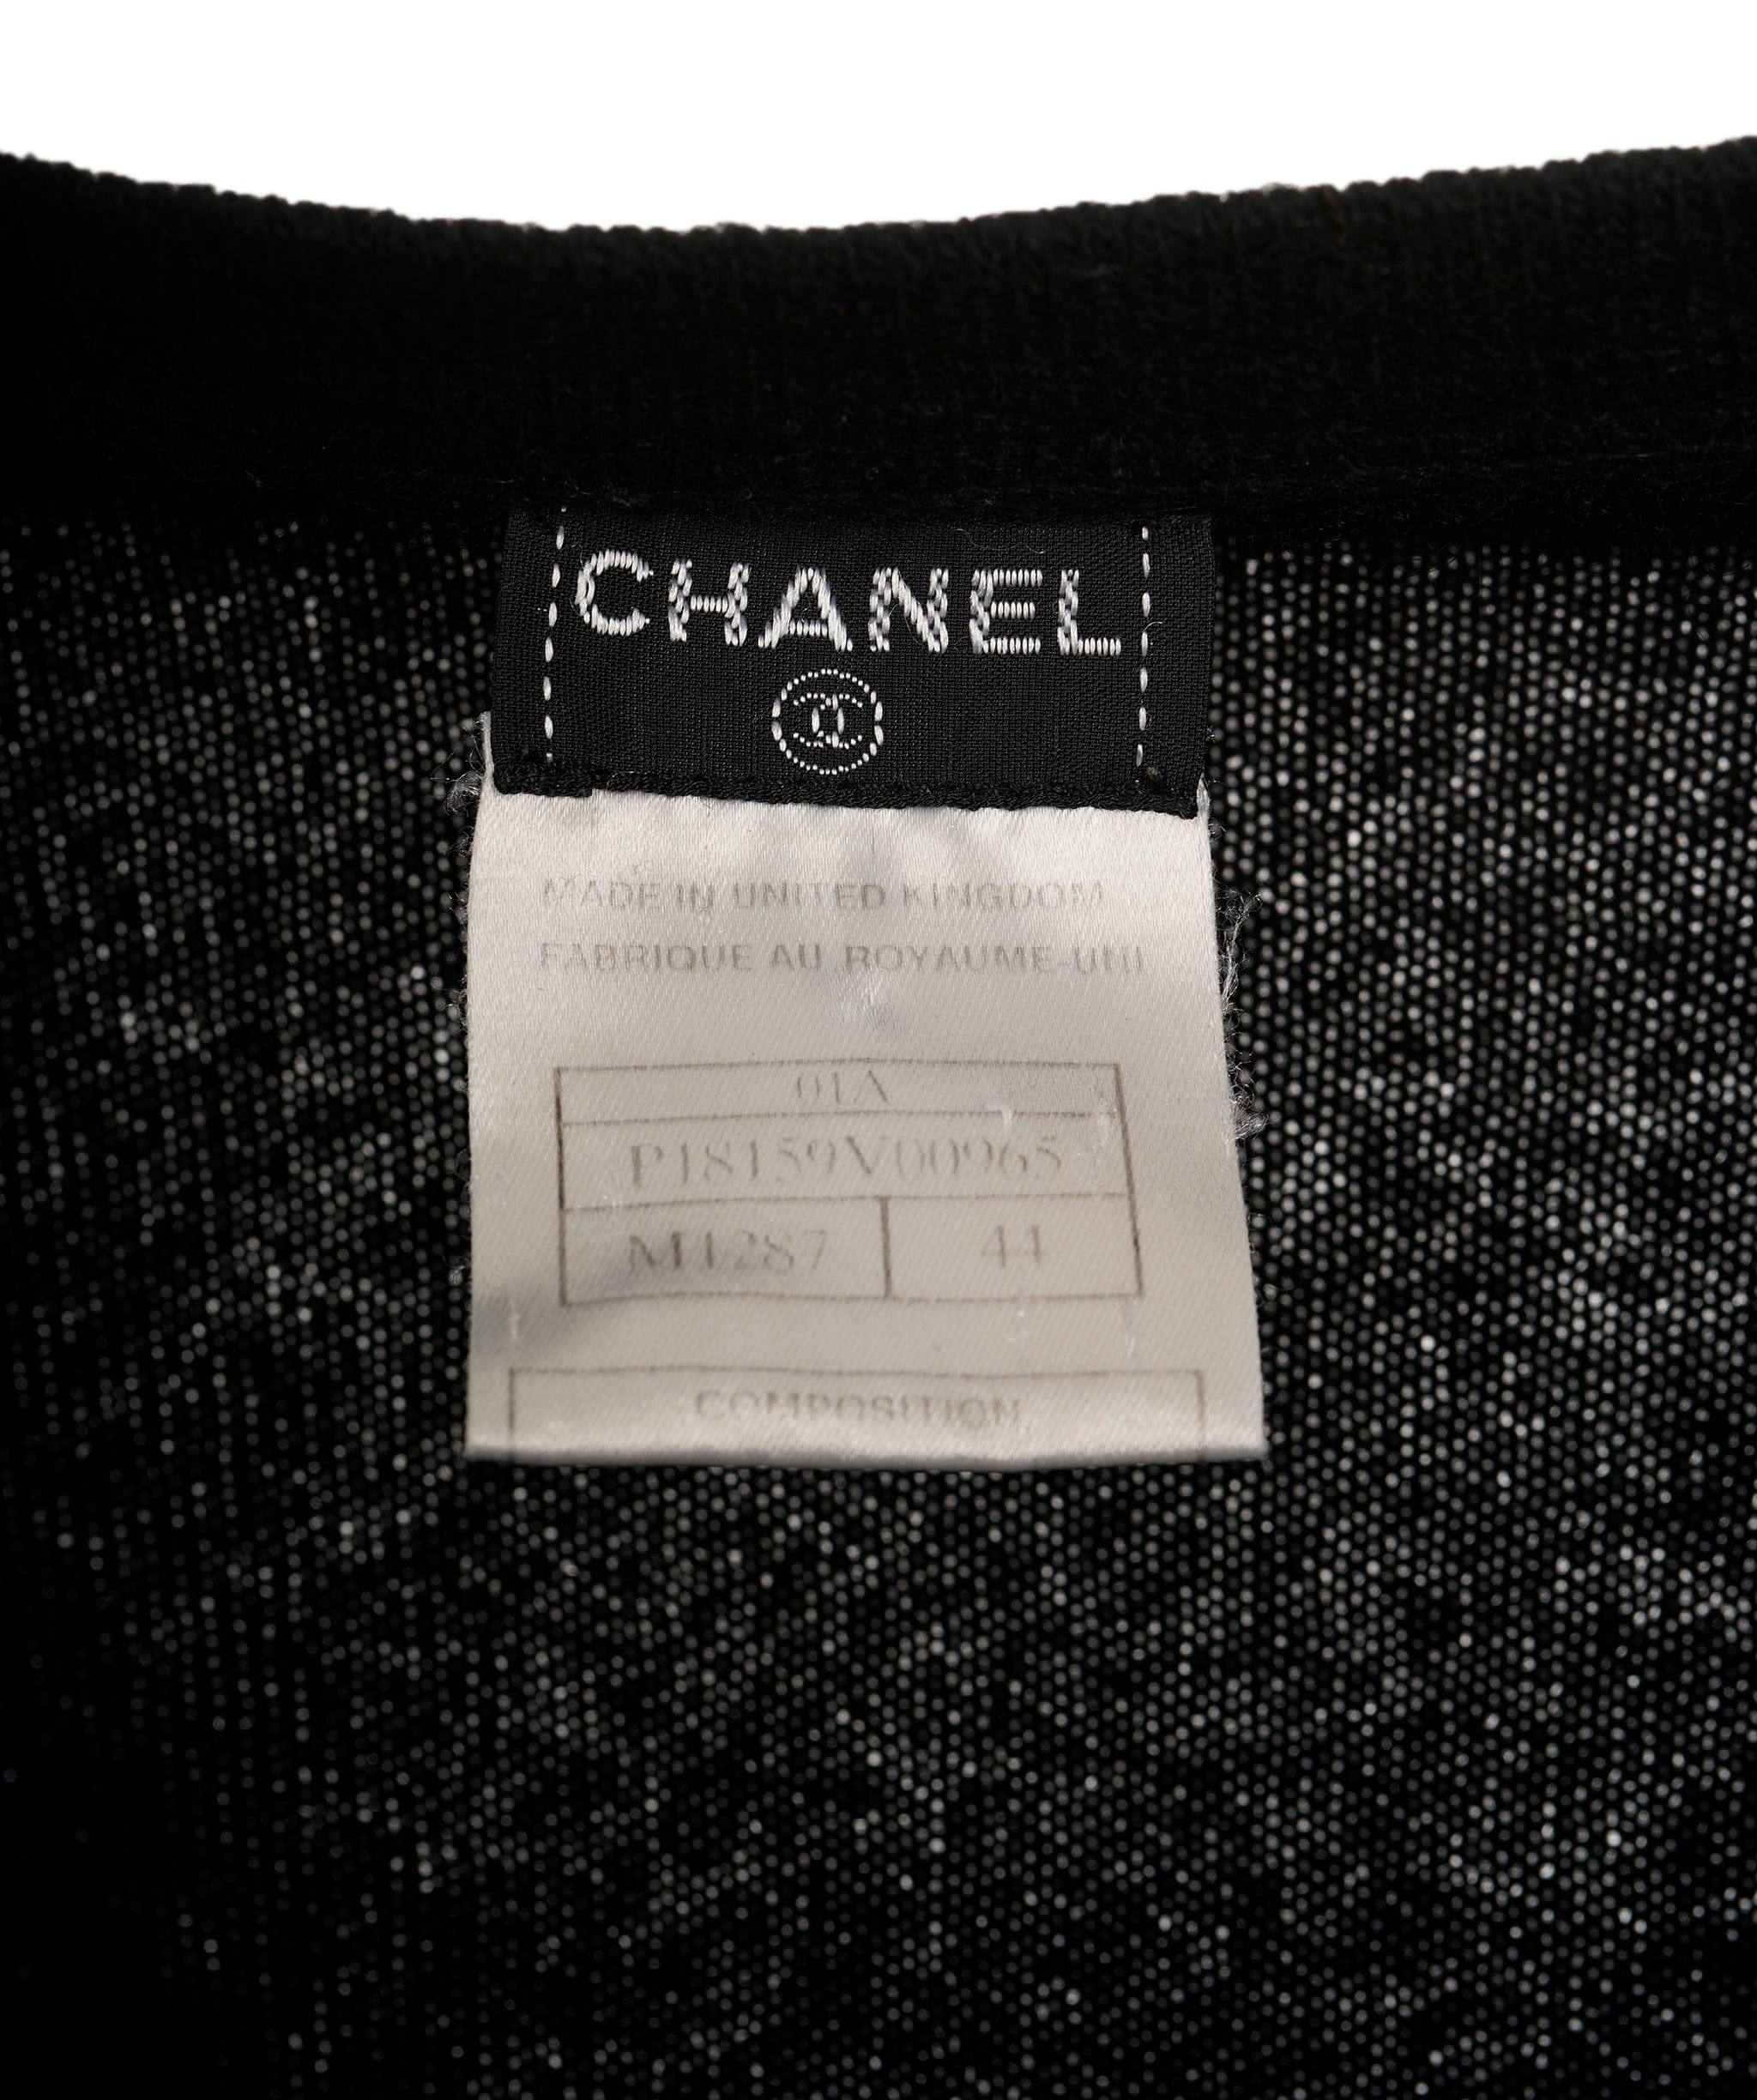 CHANEL
MADE IN UNITED KINGDOM
FABRIQUE AU ROYAUME-UNI
01A
P18159V00965
M1287 44
COMPOSITION